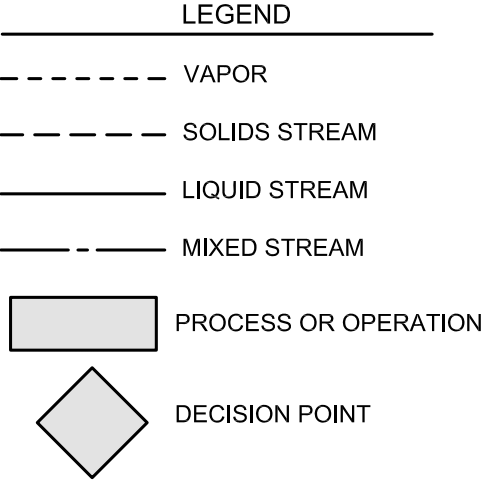 LEGEND
VAPOR
SOLIDS STREAM
LIQUID STREAM
MIXED STREAM
PROCESS OR OPERATION
DECISION POINT